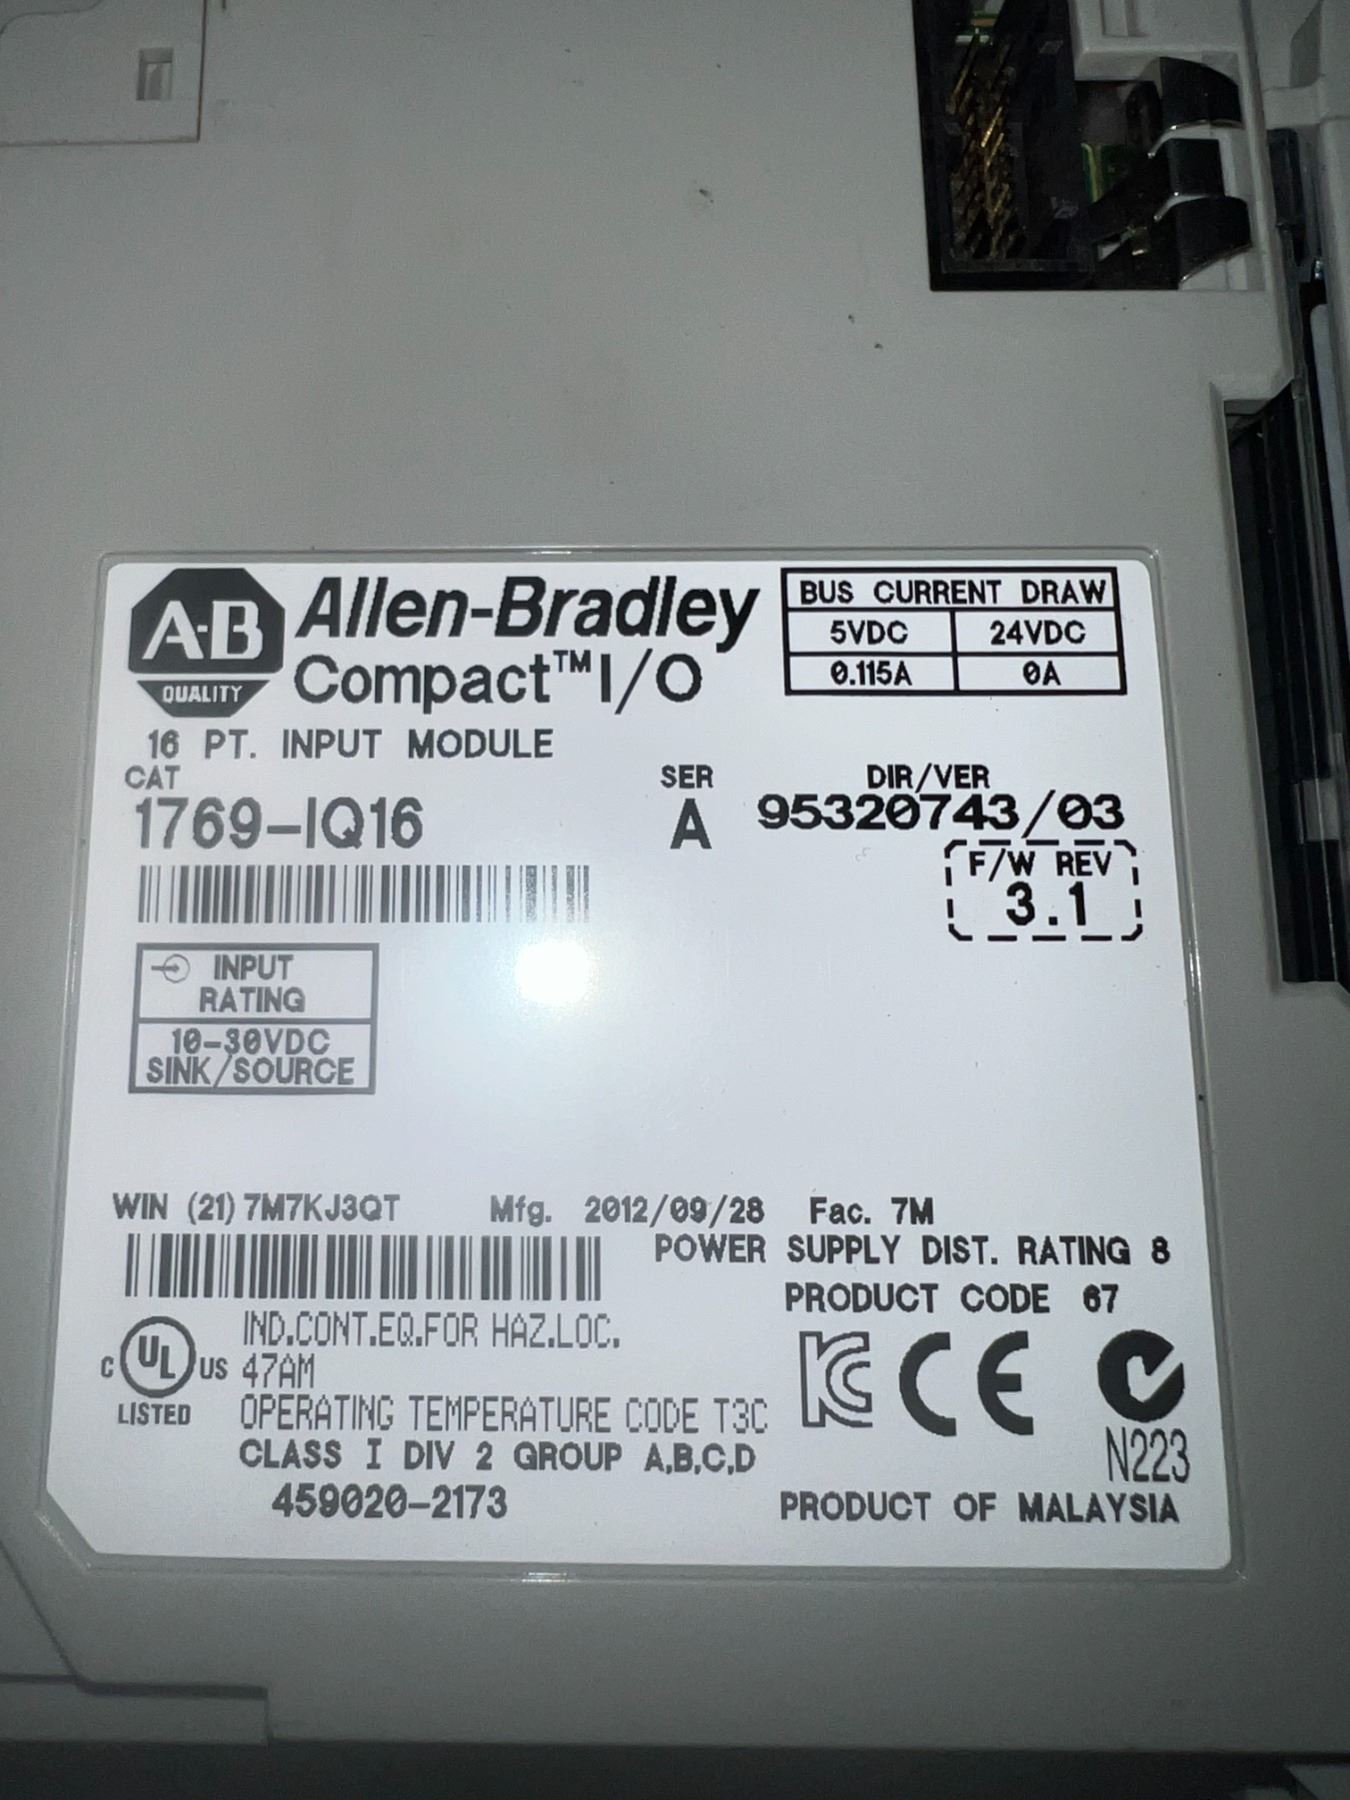 A-B
QUALITY
Allen-Bradley
Compact™ I/O
BUS CURRENT DRAW
5VDC 24VDC
0.115A 0A
16 PT. INPUT MODULE
CAT SER DIR/VER
1769-IQ16 A 95320743/03
F/W REV
3.1
INPUT
RATING
10-30VDC
SINK/SOURCE
WIN (21) 7M7KJ3QT Mfg. 2012/09/28 Fac. 7M
POWER SUPPLY DIST. RATING 8
PRODUCT CODE 67
C UL US
LISTED
IND.CONT.EQ.FOR HAZ.LOC.
47AM
OPERATING TEMPERATURE CODE T3C
CLASS I DIV 2 GROUP A,B,C,D
459020-2173
KC CE
N223
PRODUCT OF MALAYSIA